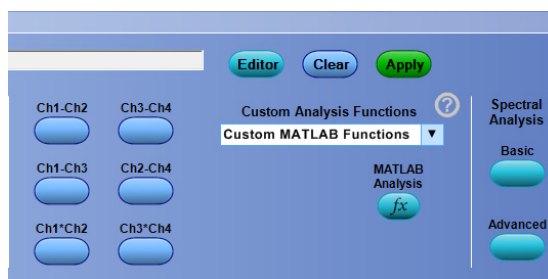 Editor Clear Apply
Ch1-Ch2 Ch3-Ch4 Custom Analysis Functions ? Spectral
Analysis
Custom MATLAB Functions ▼
Basic
Ch1-Ch3 Ch2-Ch4 MATLAB
Analysis
fx
Ch1*Ch2 Ch3*Ch4 Advanced